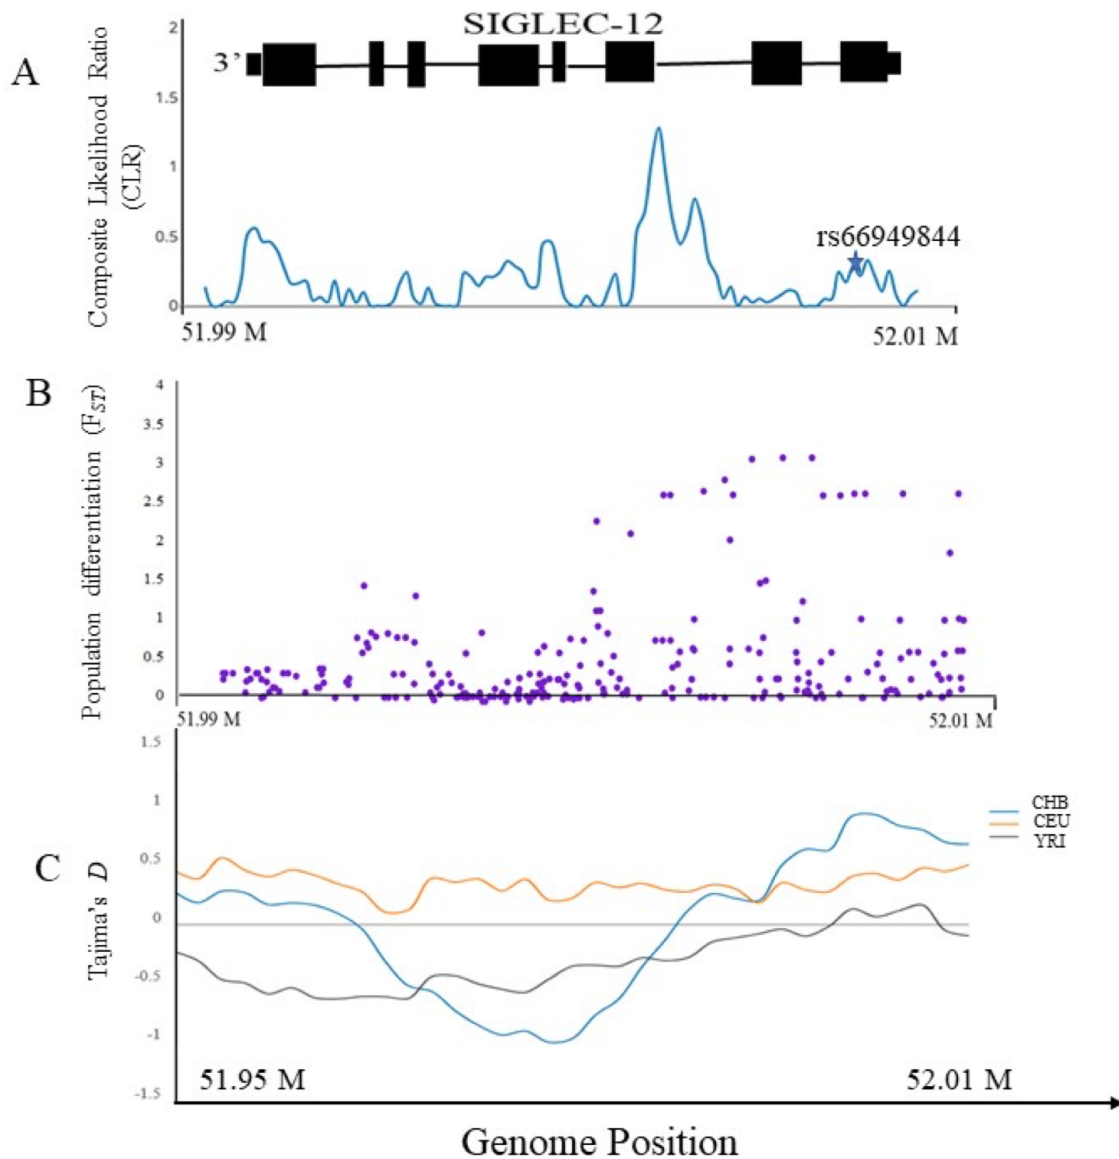 SIGLEC-12
A
3’
Composite Likelihood Ratio
(CLR)
2
1.5
1
0.5
0
rs66949844
51.99 M
52.01 M
B
Population differentiation (FST)
4
3.5
3
2.5
2
1.5
1
0.5
0
51.99 M
52.01 M
C
Tajima's D
1.5
1
0.5
0
-0.5
-1
-1.5
CHB
CEU
YRI
51.95 M
52.01 M
Genome Position